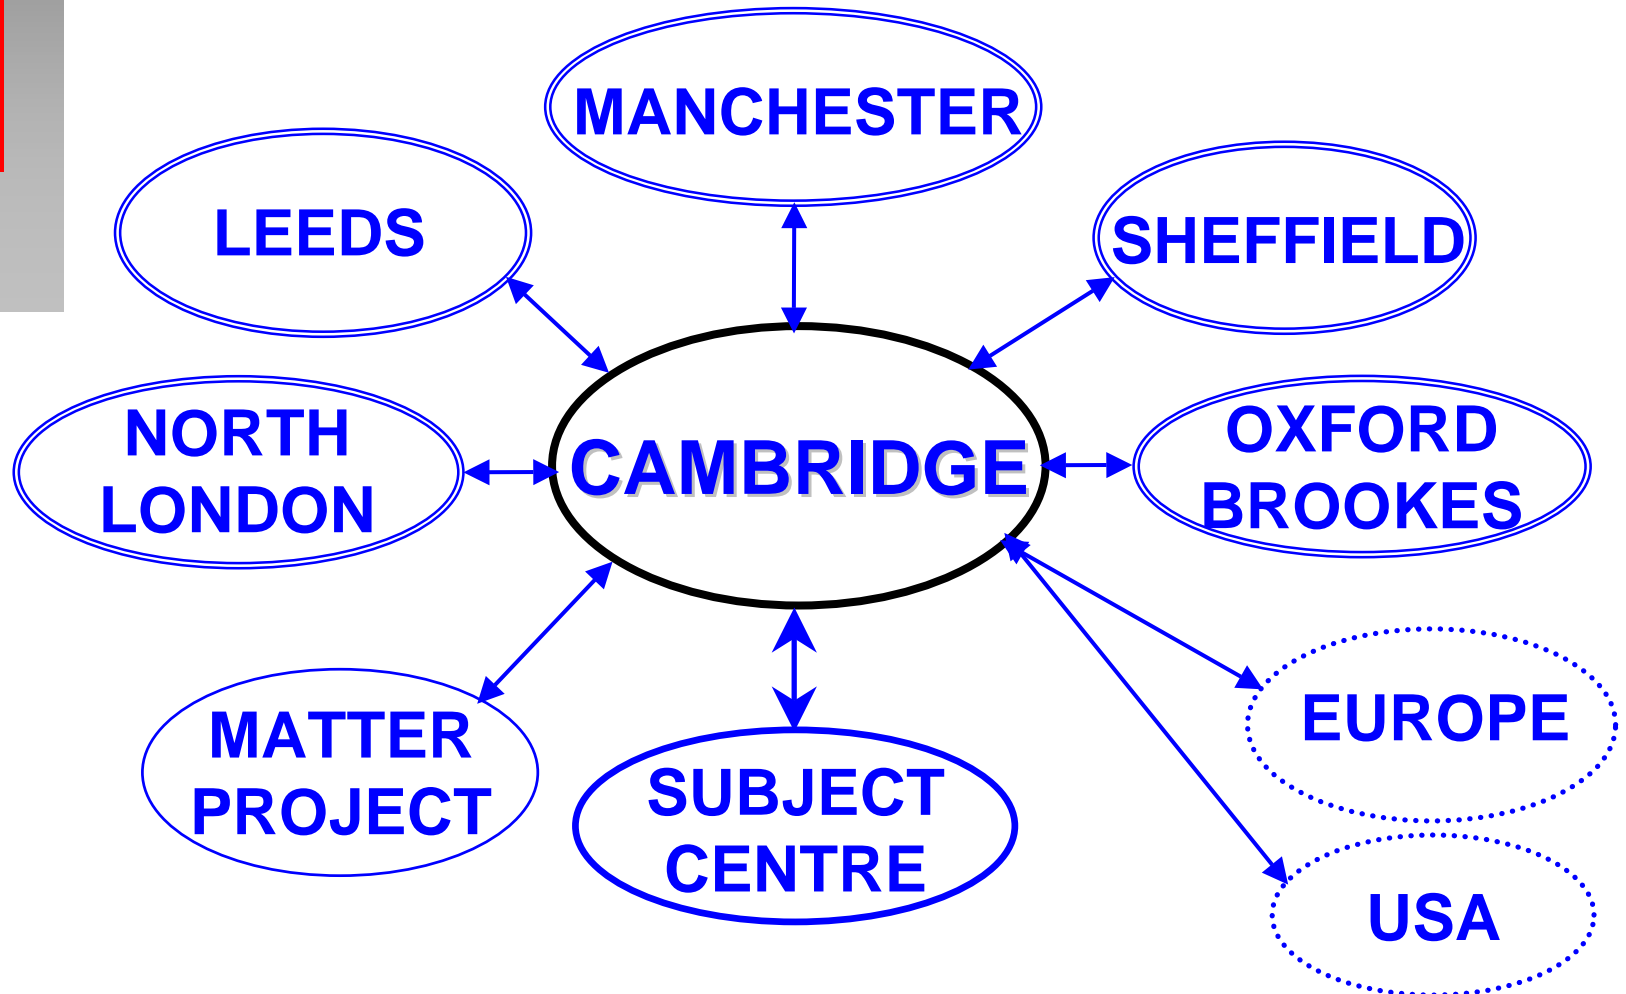 MANCHESTER
LEEDS
SHEFFIELD
NORTH
LONDON
CAMBRIDGE
OXFORD
BROOKES
MATTER
PROJECT
SUBJECT
CENTRE
EUROPE
USA